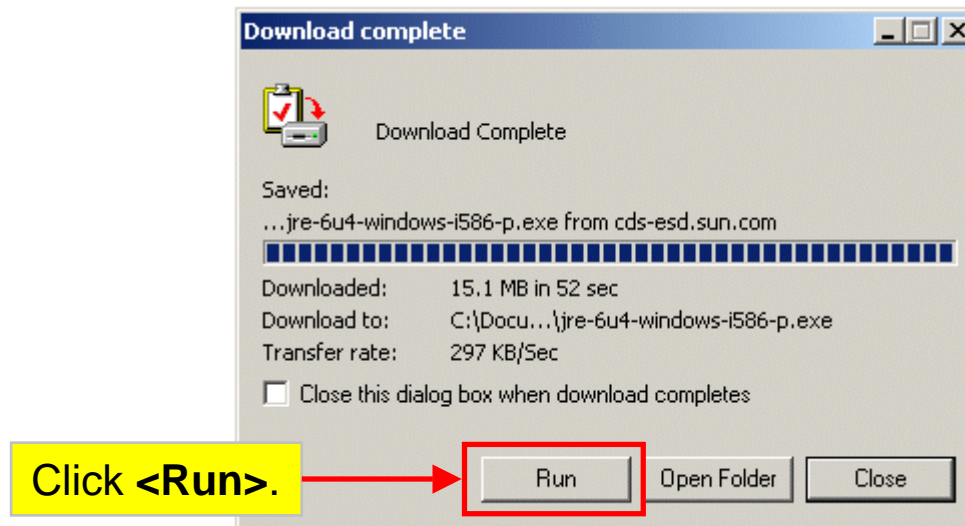 Download complete
Download Complete
Saved:
...jre-6u4-windows-i586-p.exe from cds-esd.sun.com
Downloaded: 15.1 MB in 52 sec
Download to: C:\Docu...\jre-6u4-windows-i586-p.exe
Transfer rate: 297 KB/Sec
Close this dialog box when download completes
Click <Run>. Run Open Folder Close